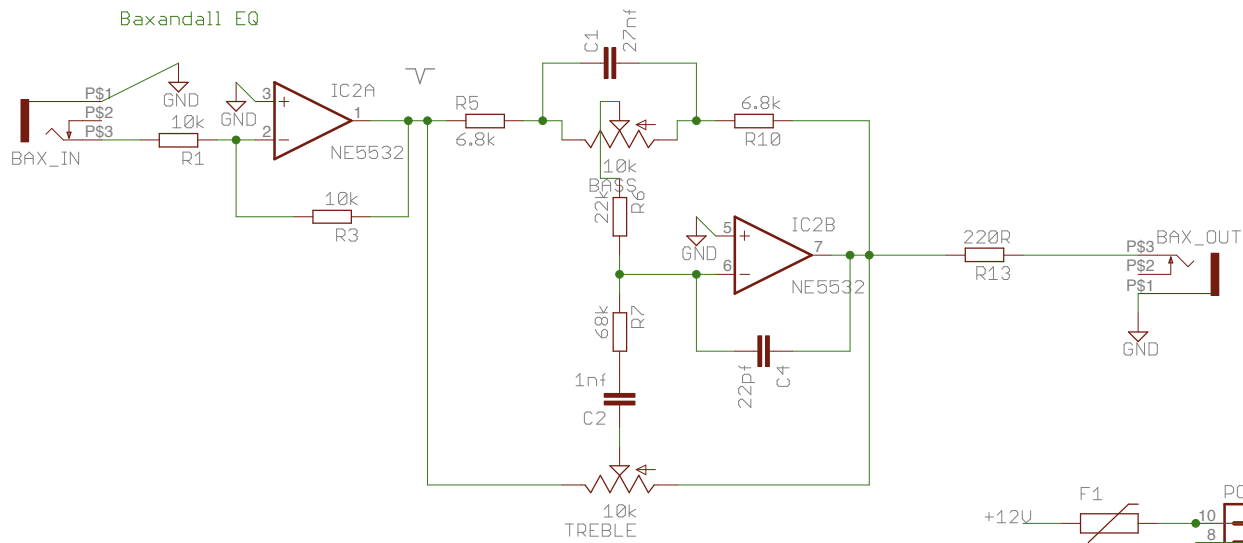 Baxandall EQ
C1
27nf
P$1
P$2
P$3
GND
BAX_IN
10k
R1
GND
3
+
2
−
IC2A
1
NE5532
10k
R3
R5
6.8k
10k
BASS
6.8k
R10
22k
R6
GND
5
+
6
−
IC2B
7
NE5532
68k
R7
22pf
C4
1nf
C2
10k
TREBLE
220R
R13
BAX_OUT
P$3
P$2
P$1
GND
F1
+12V
10
8
PO